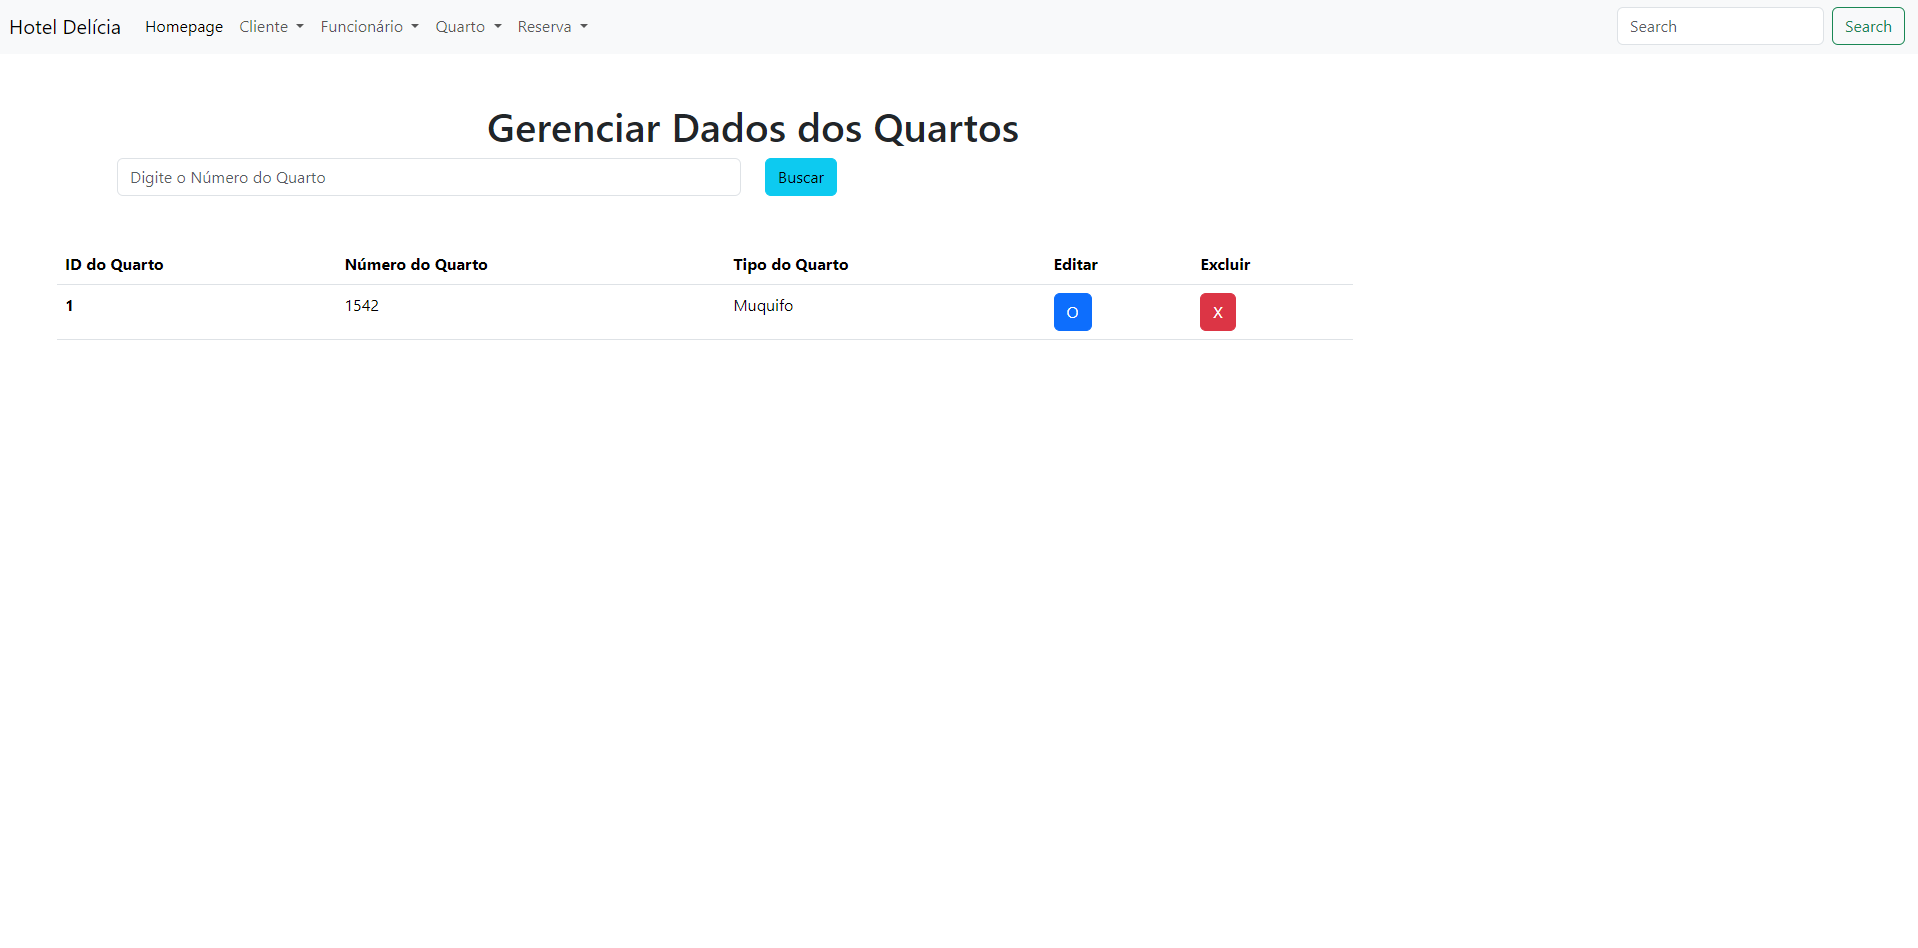 Hotel Delícia Homepage Cliente Funcionário Quarto Reserva Search Search
Gerenciar Dados dos Quartos
Digite o Número do Quarto Buscar
ID do Quarto Número do Quarto Tipo do Quarto Editar Excluir
1 1542 Muquifo O X